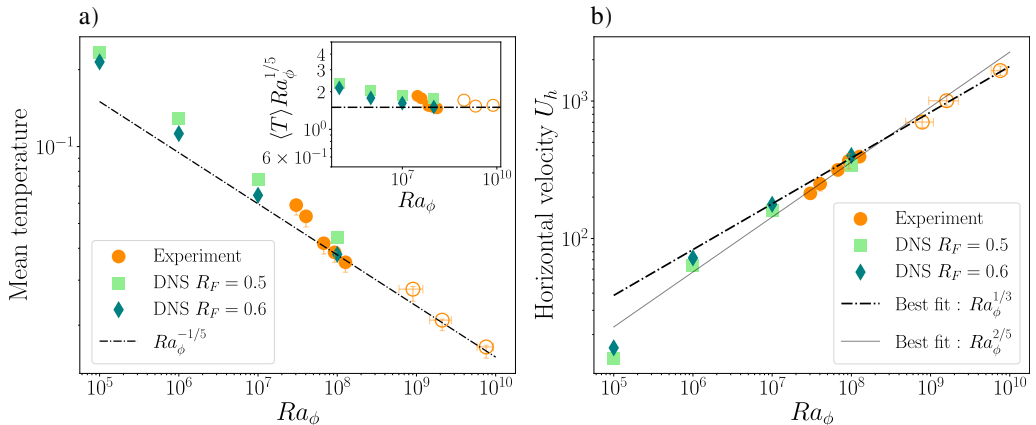 a)
Mean temperature
10^{-1}
10^5
10^6
10^7
10^8
10^9
10^{10}
Ra_ϕ
⟨T⟩Ra_ϕ^{1/5}
4
3
2
10^0
6 × 10^{-1}
10^7
10^{10}
Ra_ϕ
Experiment
DNS R_F = 0.5
DNS R_F = 0.6
Ra_ϕ^{-1/5}
b)
Horizontal velocity U_h
10^3
10^2
10^5
10^6
10^7
10^8
10^9
10^{10}
Ra_ϕ
Experiment
DNS R_F = 0.5
DNS R_F = 0.6
Best fit : Ra_ϕ^{1/3}
Best fit : Ra_ϕ^{2/5}